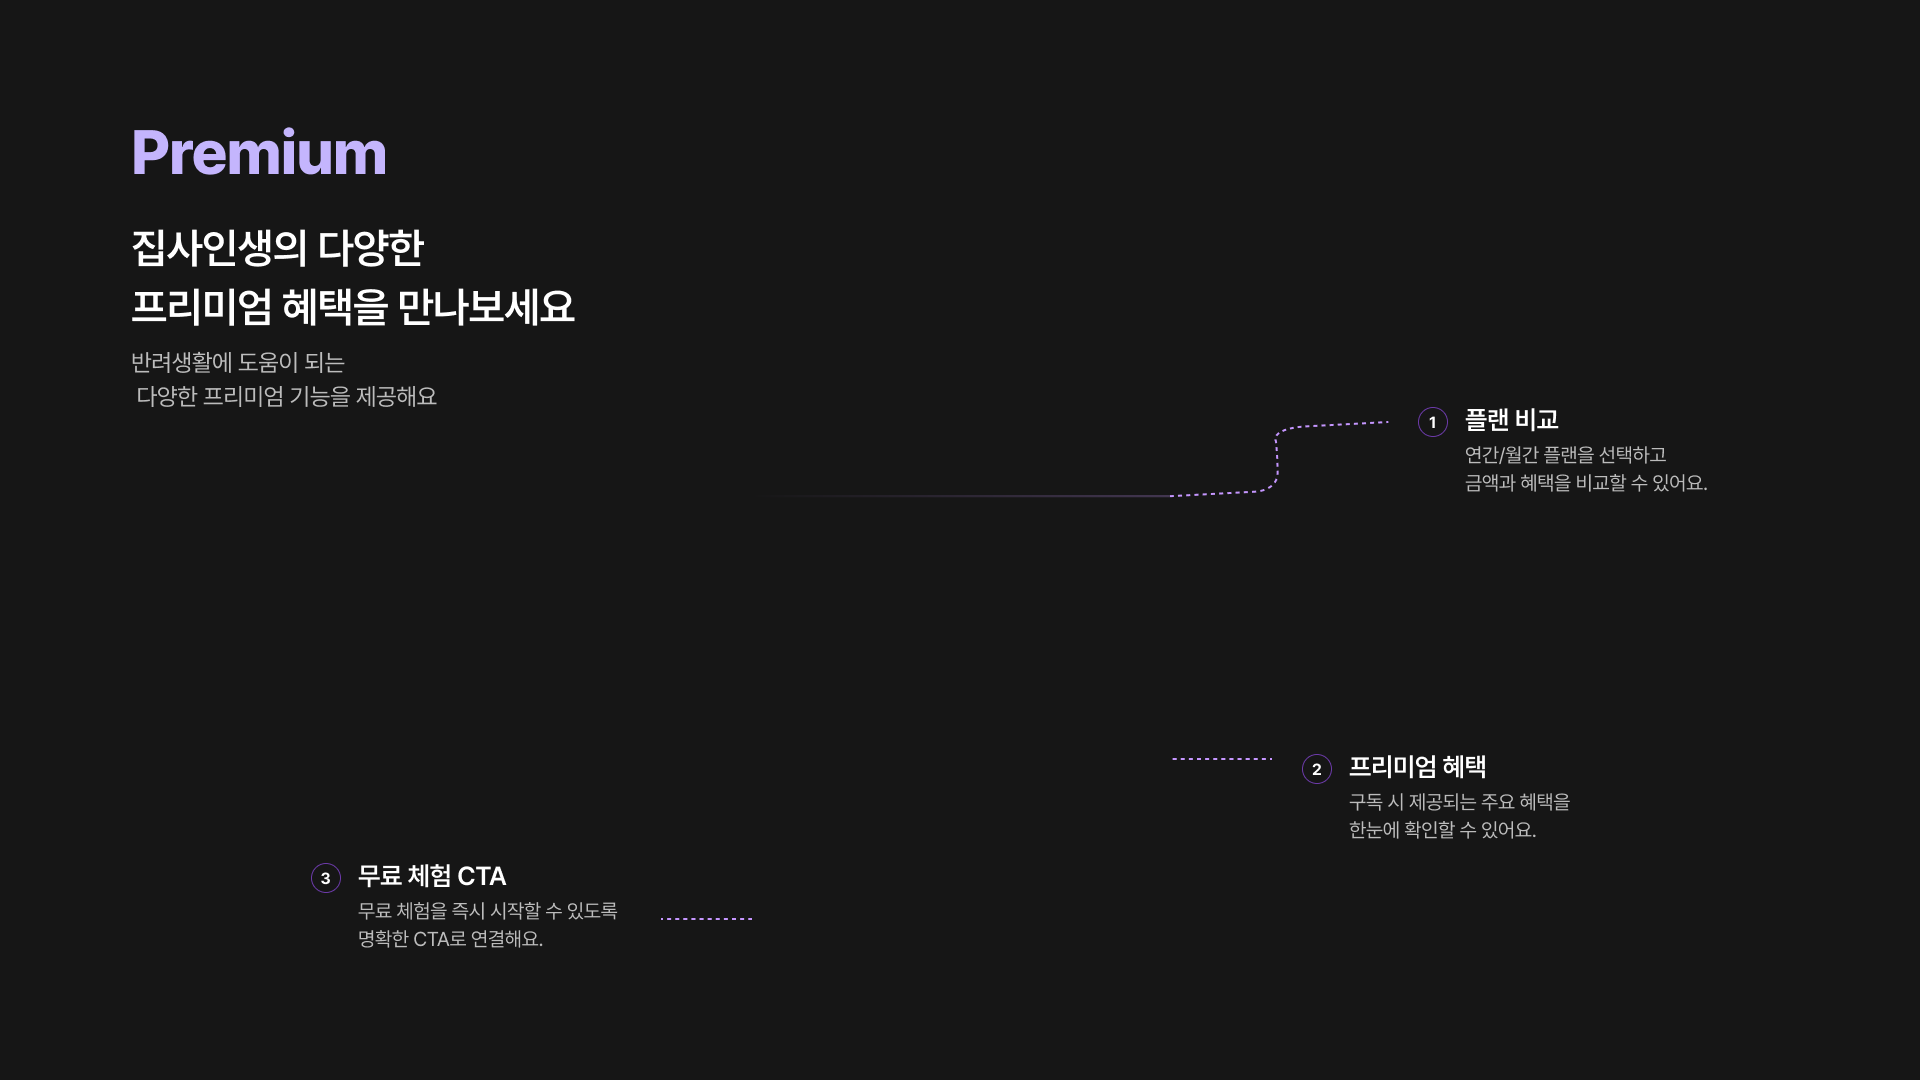 Premium
집사인생의 다양한
프리미엄 혜택을 만나보세요
반려생활에 도움이 되는
다양한 프리미엄 기능을 제공해요
1 플랜 비교
연간/월간 플랜을 선택하고
금액과 혜택을 비교할 수 있어요.
2 프리미엄 혜택
구독 시 제공되는 주요 혜택을
한눈에 확인할 수 있어요.
3 무료 체험 CTA
무료 체험을 즉시 시작할 수 있도록
명확한 CTA로 연결해요.